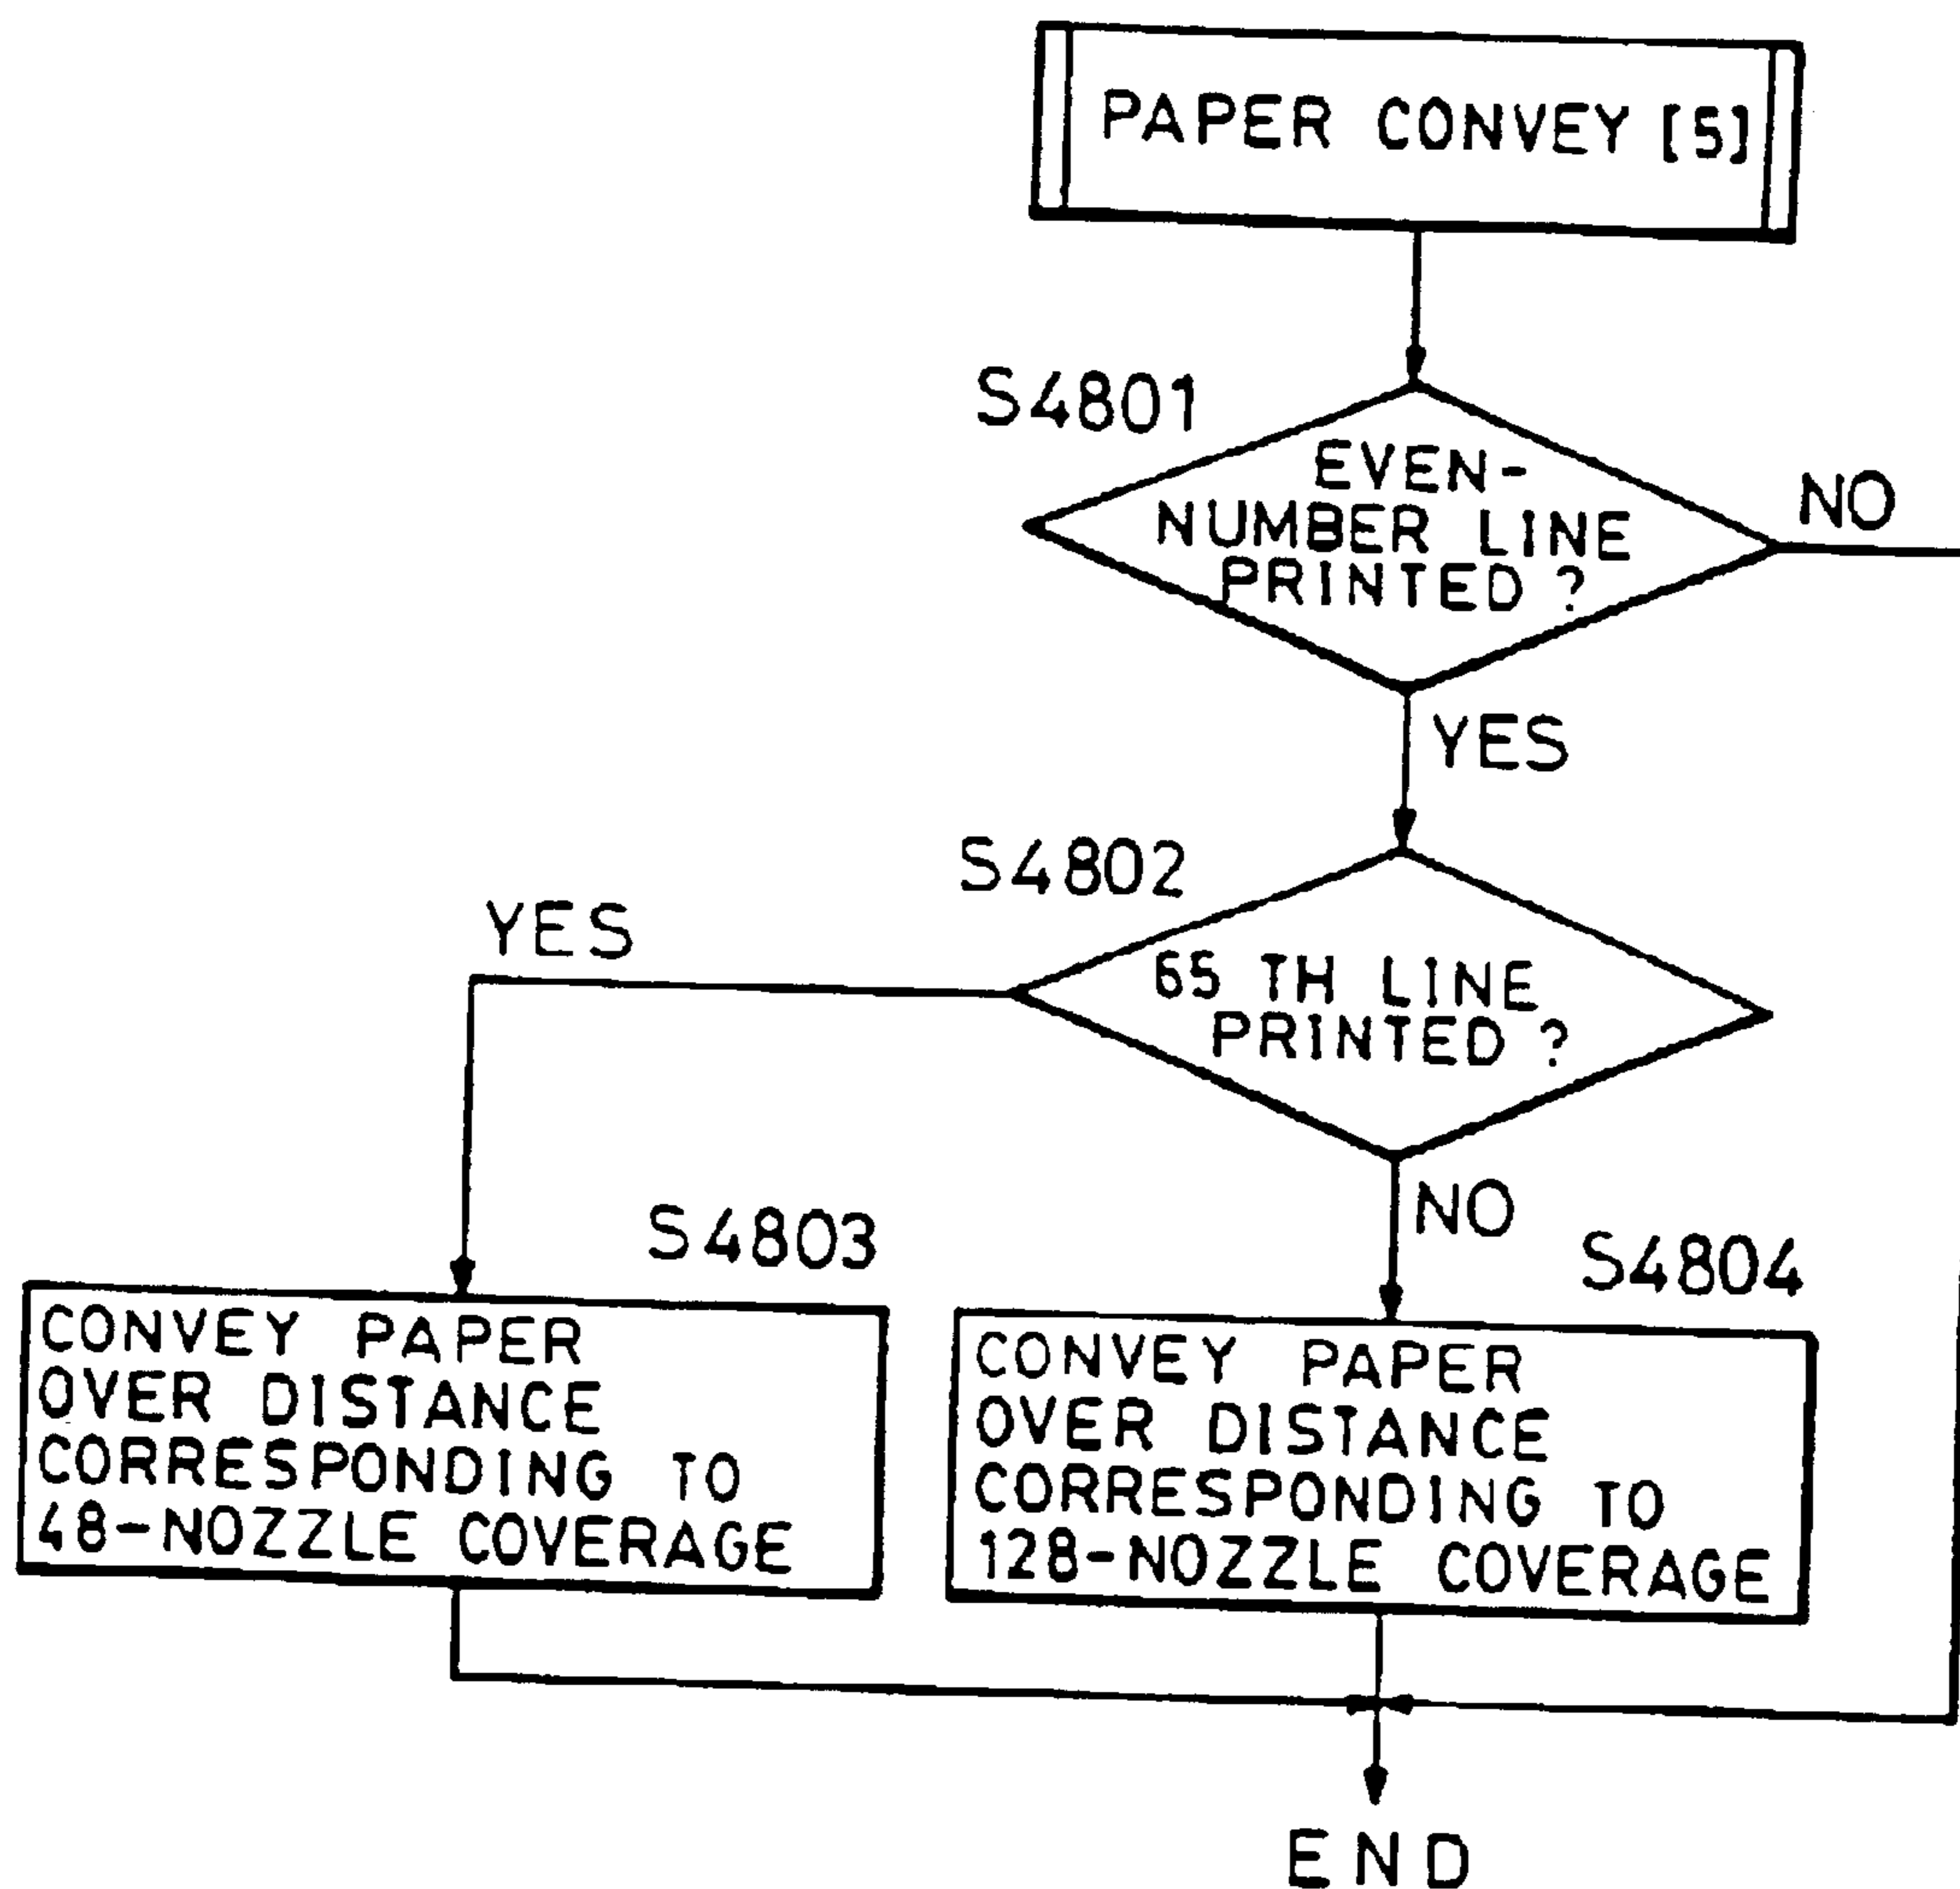 PAPER CONVEY [S]
S4801
EVEN-
NUMBER LINE
PRINTED ?
NO
YES
S4802
YES
65 TH LINE
PRINTED ?
NO
S4803
S4804
CONVEY PAPER
OVER DISTANCE
CORRESPONDING TO
48-NOZZLE COVERAGE
CONVEY PAPER
OVER DISTANCE
CORRESPONDING TO
128-NOZZLE COVERAGE
END